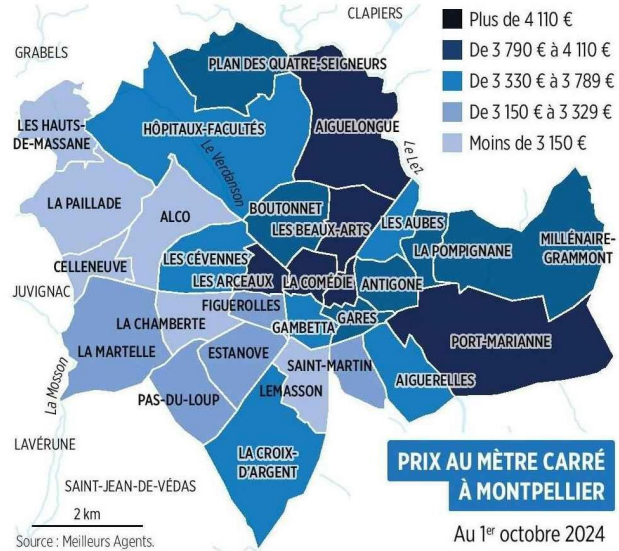 CLAPIERS
Plus de 4 110 €
De 3 790 € à 4 110 €
De 3 330 € à 3 789 €
De 3 150 € à 3 329 €
Moins de 3 150 €
GRABELS
PLAN DES QUATRE-SEIGNEURS
LES HAUTS-
DE-MASSANE
HÔPITAUX-FACULTÉS
AIGUELONGUE
Le Verdanson
Le Lez
LA PAILLADE
ALCO
BOUTONNET
LES BEAUX-ARTS
LES AUBES
LA POMPIGNANE
MILLÉNAIRE-
GRAMMONT
CELLENEUVE
LES CÉVENNES
LES ARCEAUX
LA COMÉDIE
ANTIGONE
JUVIGNAC
FIGUEROLLES
LA CHAMBERTE
GAMBETTA
GARES
PORT-MARIANNE
LA MARTELLE
ESTANOVE
SAINT-MARTIN
La Mosson
PAS-DU-LOUP
LEMASSON
AIGUERELLES
LAVÉRUNE
LA CROIX-
D'ARGENT
SAINT-JEAN-DE-VÉDAS
2 km
Source : Meilleurs Agents.
PRIX AU MÈTRE CARRÉ
À MONTPELLIER
Au 1er octobre 2024